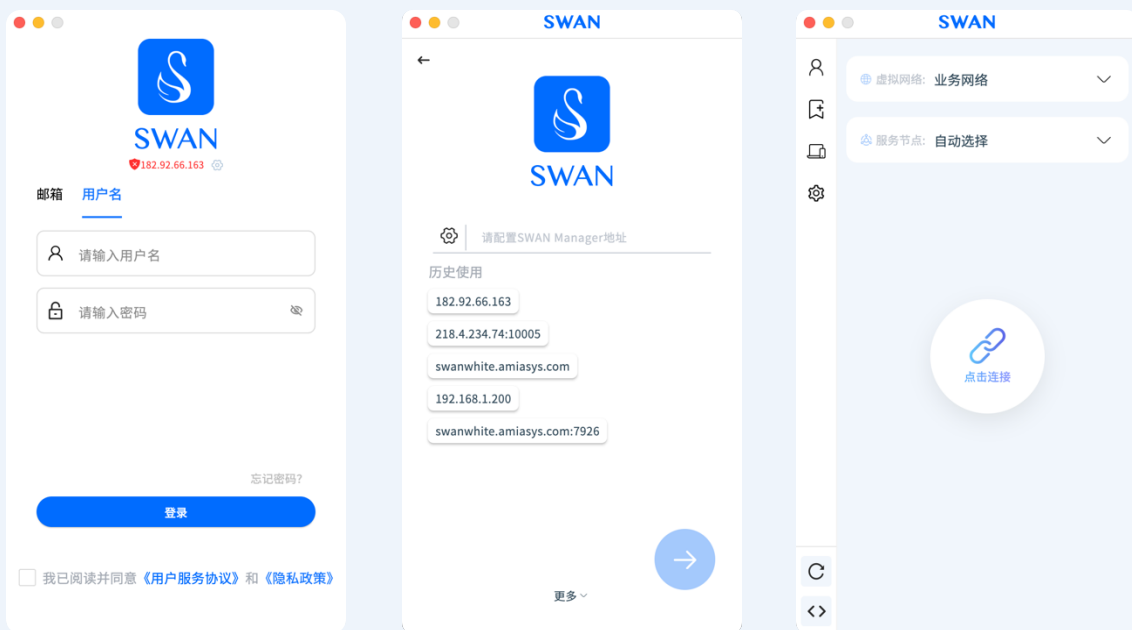 SWAN
182.92.66.163
邮箱 用户名
请输入用户名
请输入密码
忘记密码?
登录
我已阅读并同意《用户服务协议》和《隐私政策》
SWAN
SWAN
请配置SWAN Manager地址
历史使用
182.92.66.163
218.4.234.74:10005
swanwhite.amiasys.com
192.168.1.200
swanwhite.amiasys.com:7926
更多
SWAN
虚拟网络: 业务网络
服务节点: 自动选择
点击连接